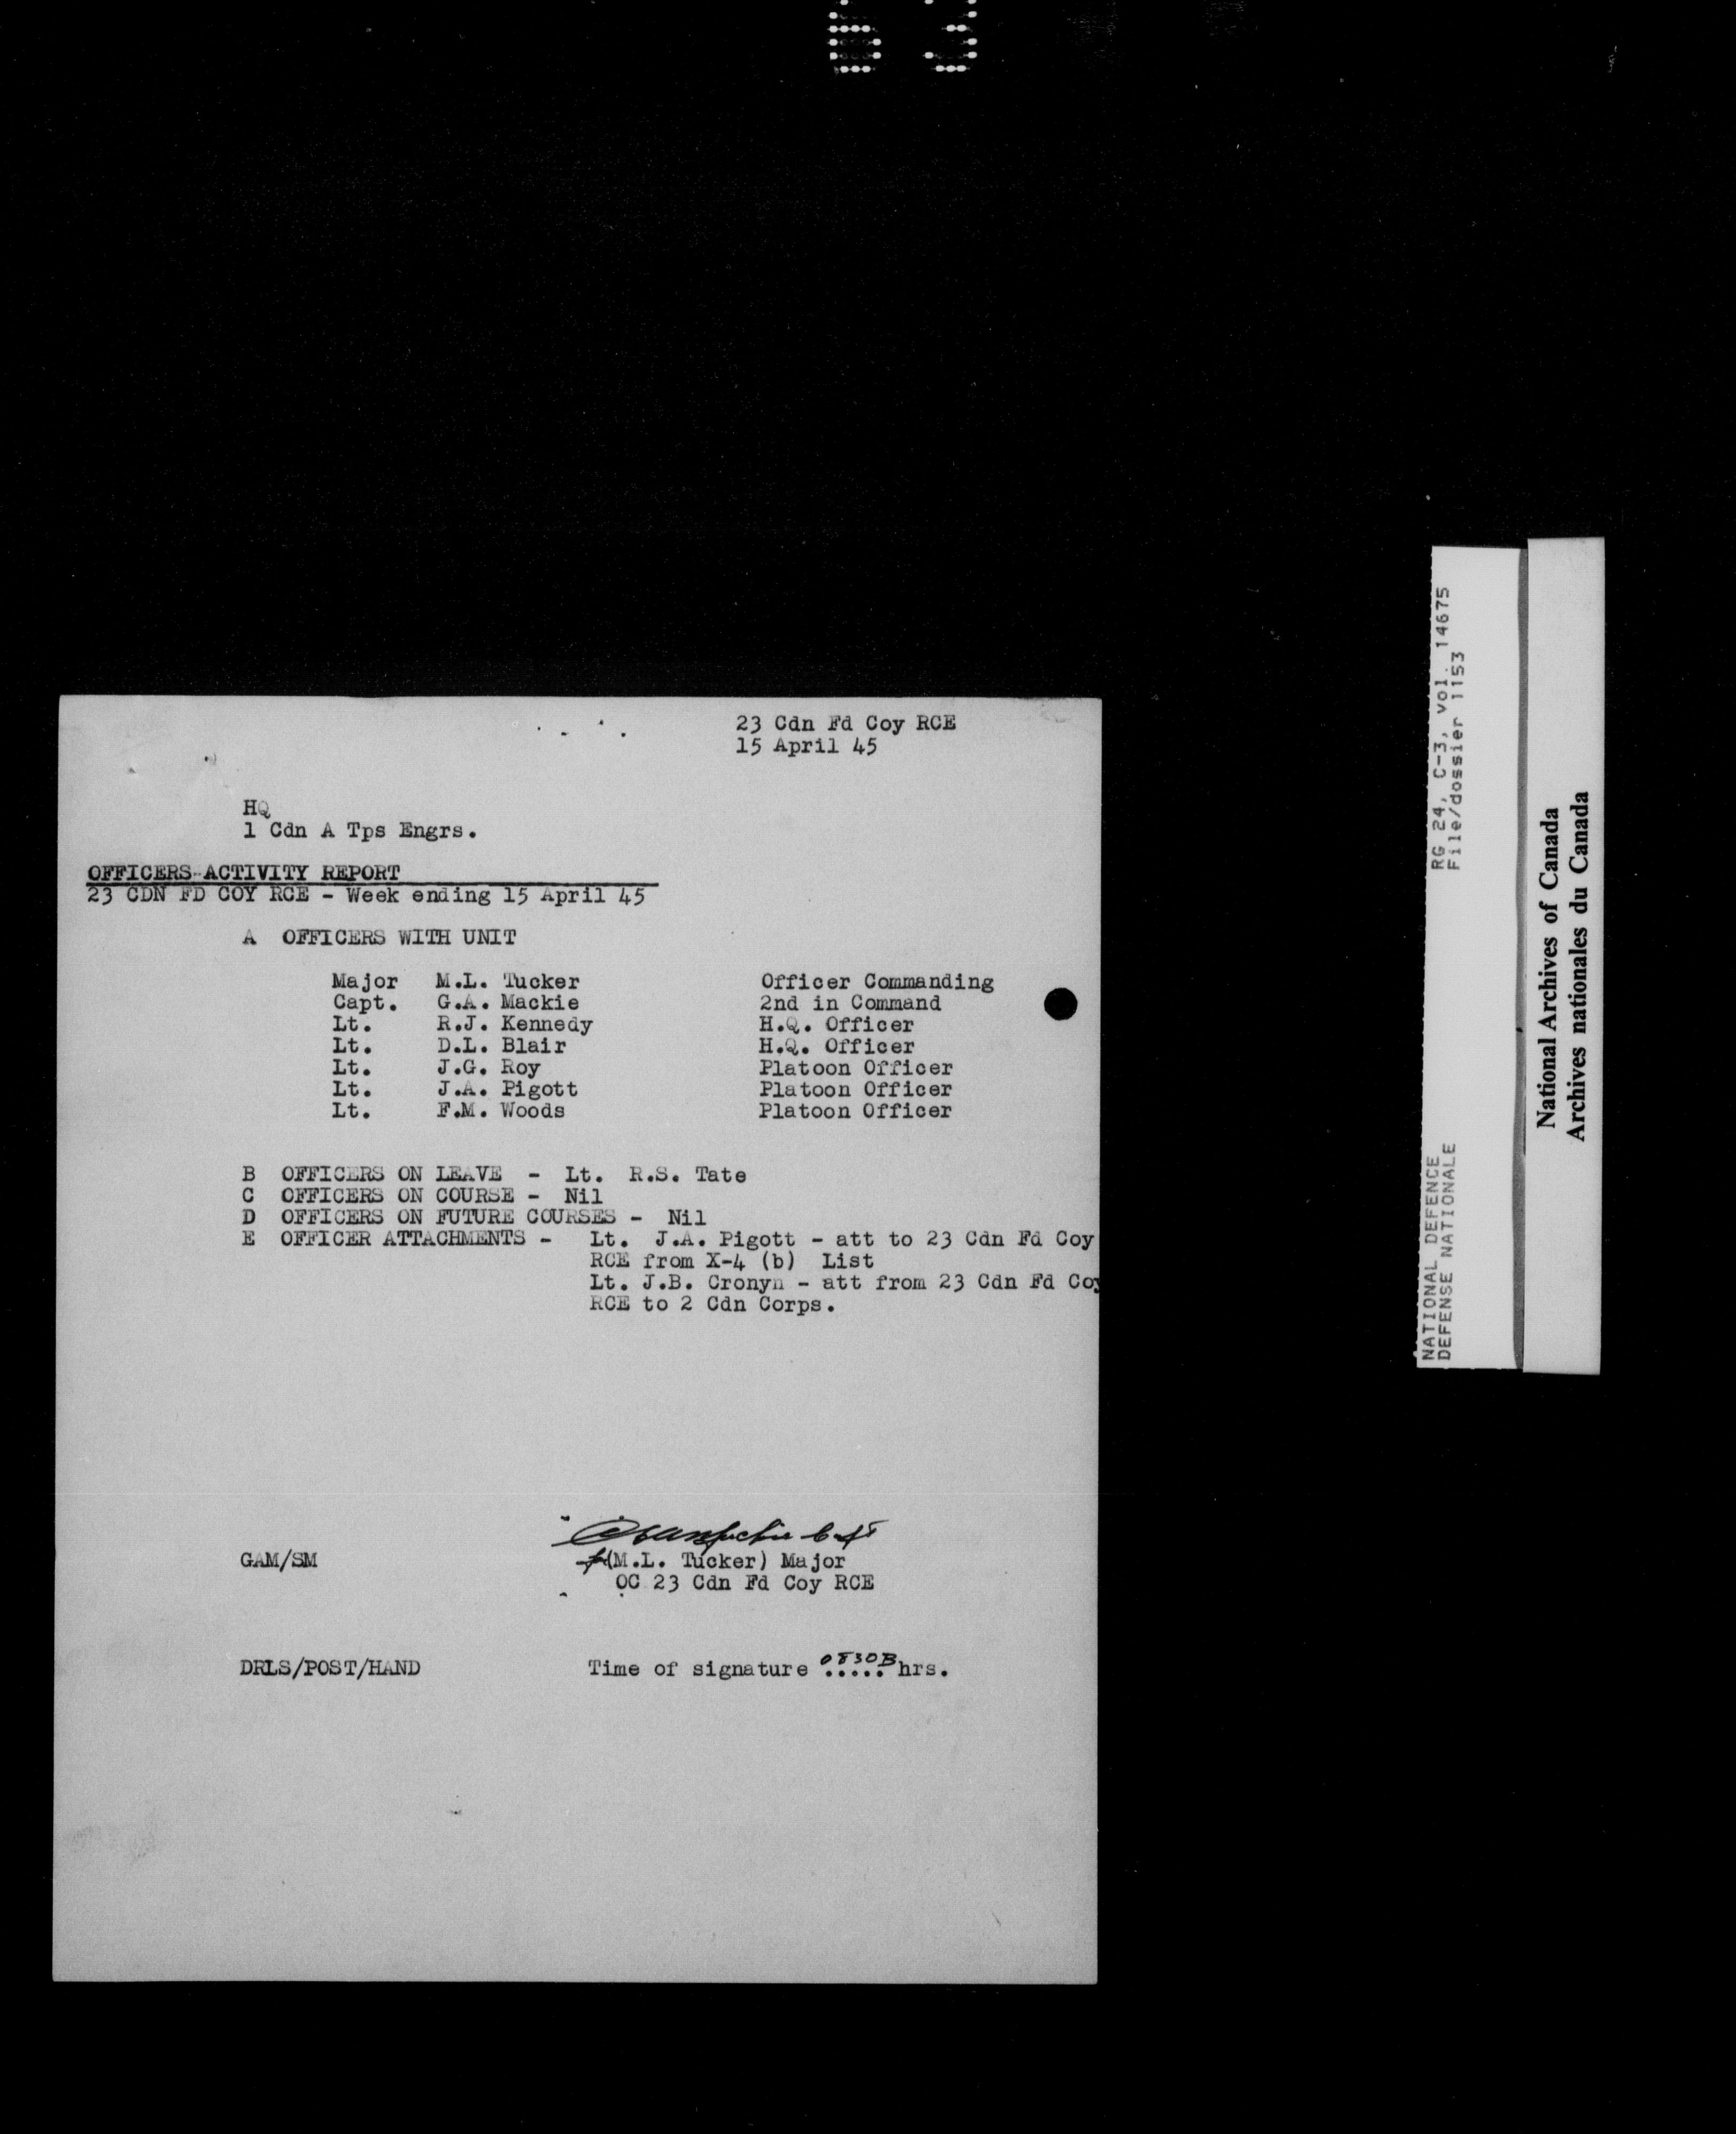 23 Cdn Fd Coy RCE
15 April 45
HQ
1 Cdn A Tps Engrs.
OFFICERS ACTIVITY REPORT
23 CDN FD COY RCE - Week ending 15 April 45
A OFFICERS WITH UNIT
Major M.L. Tucker Officer Commanding
Capt. G.A. Mackie 2nd in Command
Lt. R.J. Kennedy H.Q. Officer
Lt. D.L. Blair H.Q. Officer
Lt. J.G. Roy Platoon Officer
Lt. J.A. Pigott Platoon Officer
Lt. F.M. Woods Platoon Officer
B OFFICERS ON LEAVE - Lt. R.S. Tate
C OFFICERS ON COURSE - Nil
D OFFICERS ON FUTURE COURSES - Nil
E OFFICER ATTACHMENTS - Lt. J.A. Pigott - att to 23 Cdn Fd Coy
RCE from X-4 (b) List
Lt. J.B. Cronyn - att from 23 Cdn Fd Coy
RCE to 2 Cdn Corps.
GAMackie Capt
GAM/SM f(M.L. Tucker) Major
OC 23 Cdn Fd Coy RCE
DRLS/POST/HAND Time of signature 0830B hrs.
NATIONAL DEFENCE RG 24, C-3, vol. 14675
DEFENSE NATIONALE File/dossier 1153
National Archives of Canada
Archives nationales du Canada